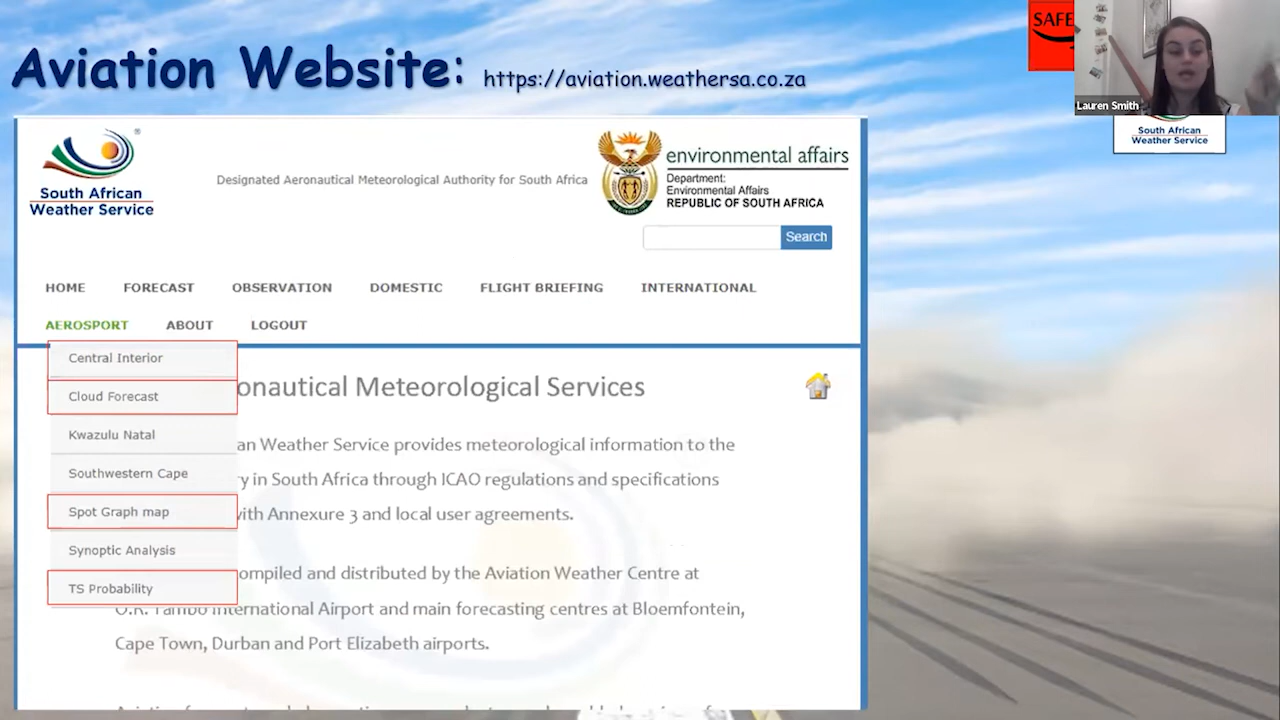 Aviation Website: https://aviation.weathersa.co.za
SAFE
Lauren Smith
South African
Weather Service
South African
Weather Service
Designated Aeronautical Meteorological Authority for South Africa
environmental affairs
Department:
Environmental Affairs
REPUBLIC OF SOUTH AFRICA
Search
HOME FORECAST OBSERVATION DOMESTIC FLIGHT BRIEFING INTERNATIONAL
AEROSPORT ABOUT LOGOUT
Central Interior
Cloud Forecast
Kwazulu Natal
Southwestern Cape
Spot Graph map
Synoptic Analysis
TS Probability
onautical Meteorological Services
an Weather Service provides meteorological information to the
ry in South Africa through ICAO regulations and specifications
with Annexure 3 and local user agreements.
ompiled and distributed by the Aviation Weather Centre at
O.R. Tambo International Airport and main forecasting centres at Bloemfontein,
Cape Town, Durban and Port Elizabeth airports.